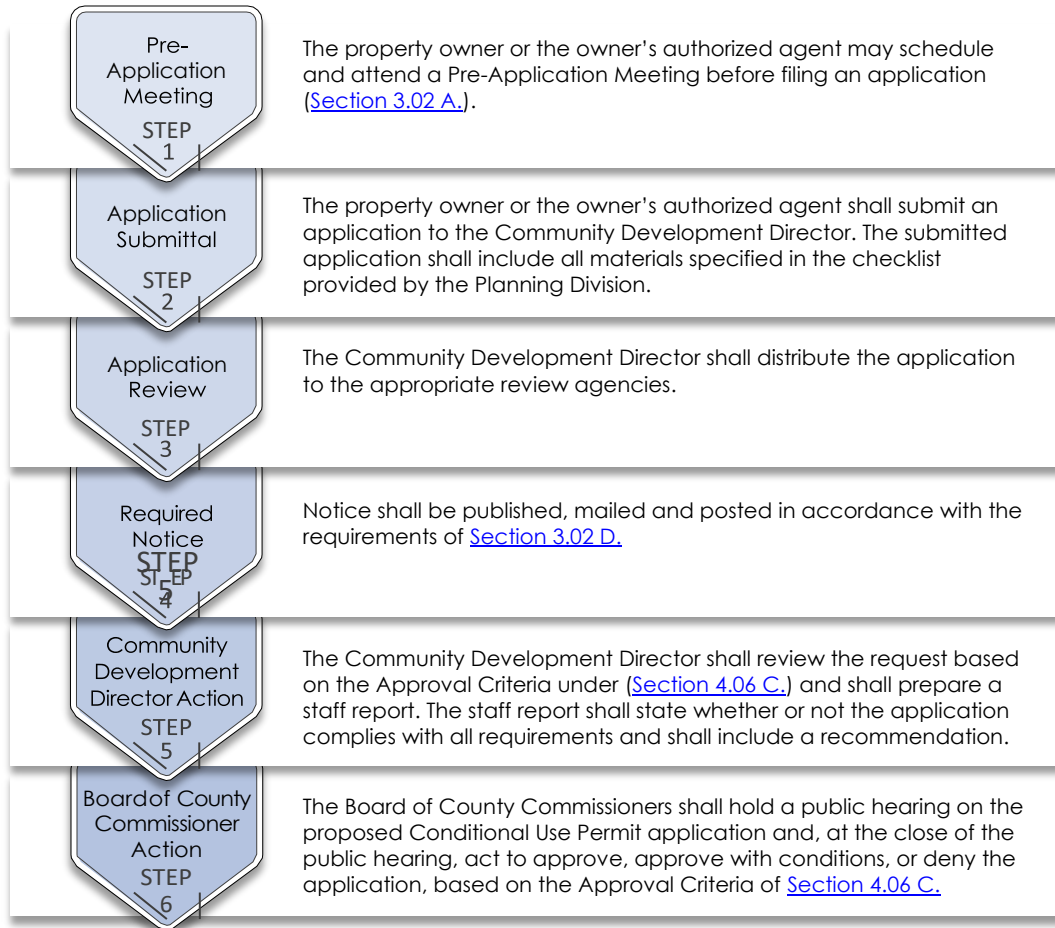 Pre-
Application
Meeting
STEP
1
The property owner or the owner's authorized agent may schedule
and attend a Pre-Application Meeting before filing an application
(Section 3.02 A.).
Application
Submittal
STEP
2
The property owner or the owner's authorized agent shall submit an
application to the Community Development Director. The submitted
application shall include all materials specified in the checklist
provided by the Planning Division.
Application
Review
STEP
3
The Community Development Director shall distribute the application
to the appropriate review agencies.
Required
Notice
STEP
5
STEP
4
Notice shall be published, mailed and posted in accordance with the
requirements of Section 3.02 D.
Community
Development
Director Action
STEP
5
The Community Development Director shall review the request based
on the Approval Criteria under (Section 4.06 C.) and shall prepare a
staff report. The staff report shall state whether or not the application
complies with all requirements and shall include a recommendation.
Boardof County
Commissioner
Action
STEP
6
The Board of County Commissioners shall hold a public hearing on the
proposed Conditional Use Permit application and, at the close of the
public hearing, act to approve, approve with conditions, or deny the
application, based on the Approval Criteria of Section 4.06 C.